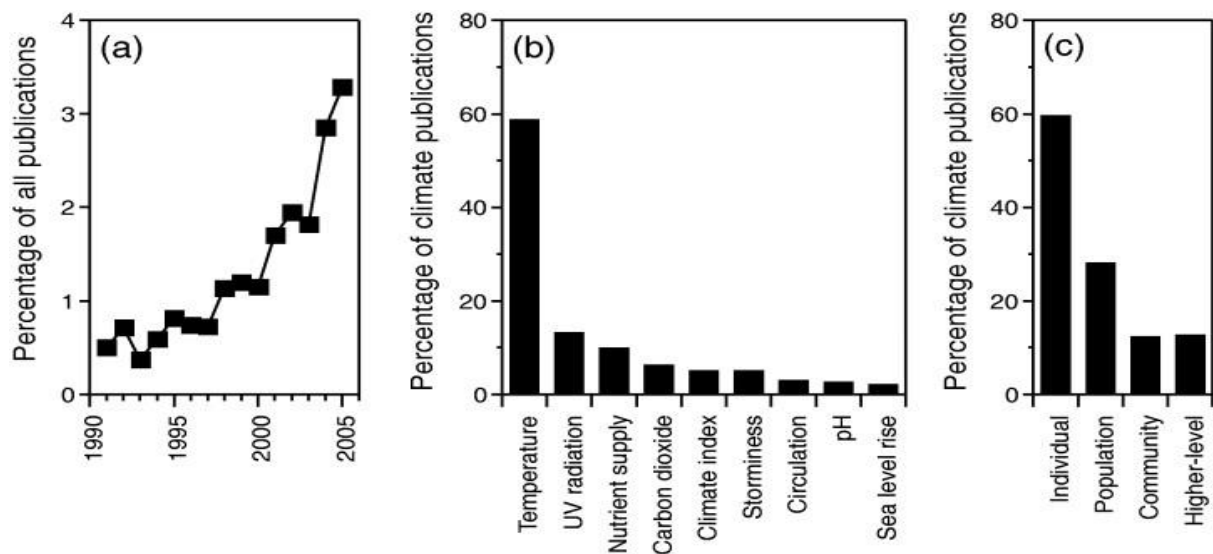 Percentage of all publications
4
3
2
1
0
(a)
1990
1995
2000
2005
Percentage of climate publications
80
60
40
20
0
(b)
Temperature
UV radiation
Nutrient supply
Carbon dioxide
Climate index
Storminess
Circulation
pH
Sea level rise
Percentage of climate publications
80
60
40
20
0
(c)
Individual
Population
Community
Higher-level